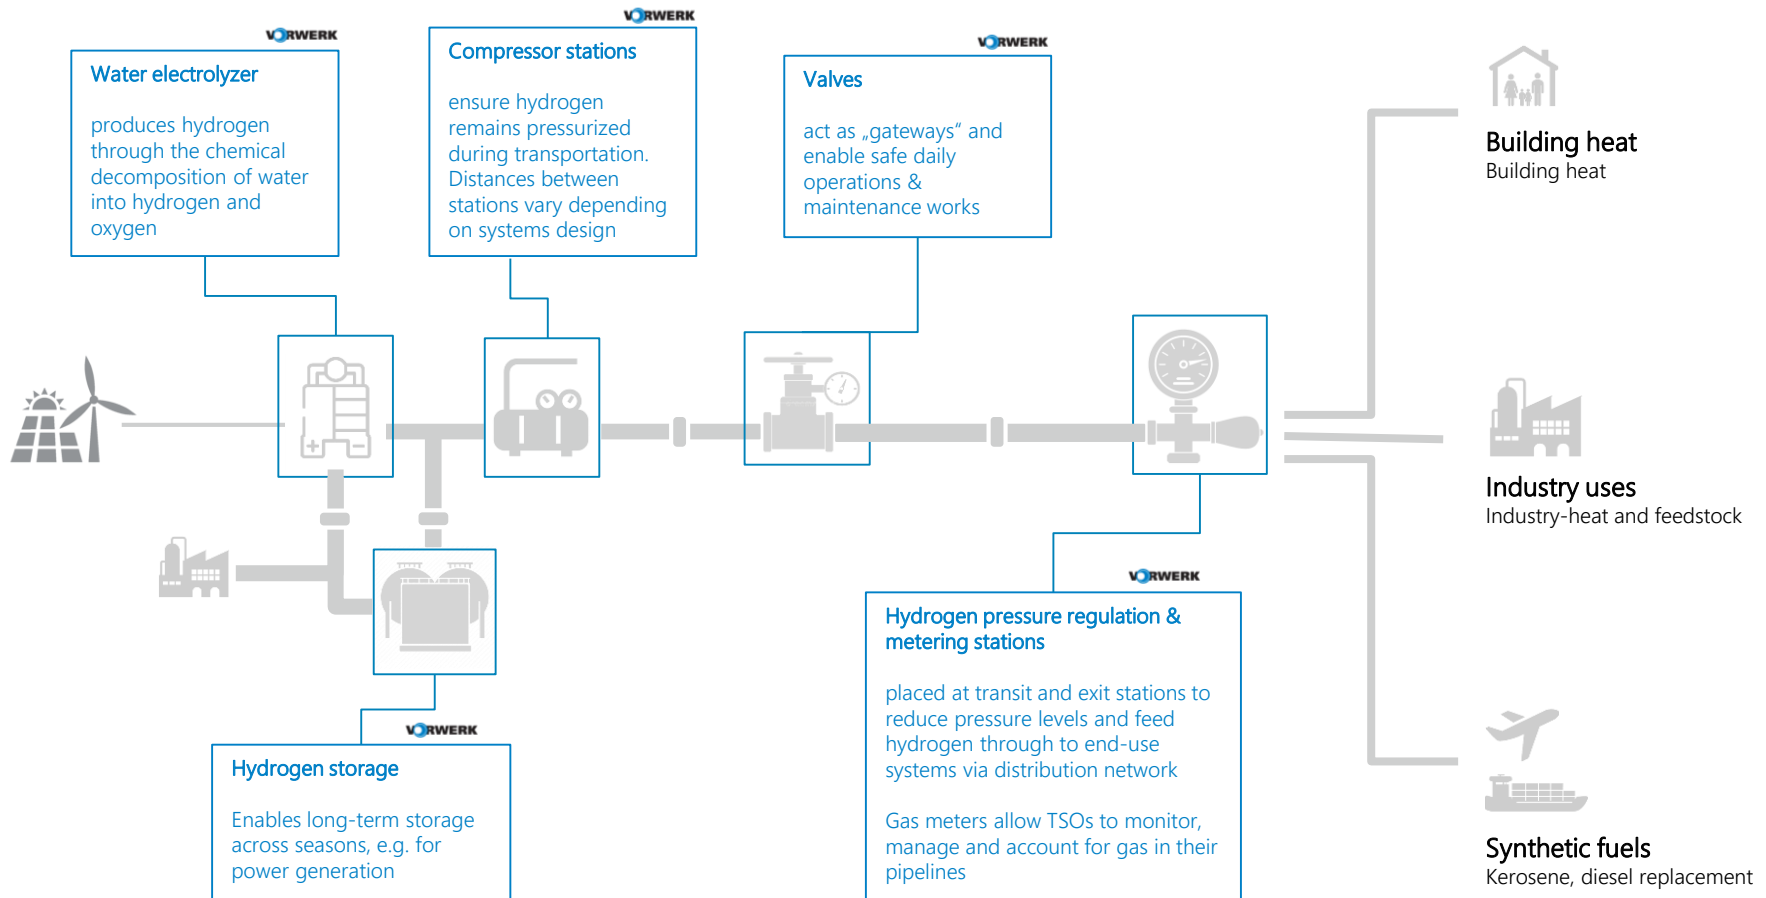 VORWERK
Water electrolyzer
produces hydrogen
through the chemical
decomposition of water
into hydrogen and
oxygen
VORWERK
Compressor stations
ensure hydrogen
remains pressurized
during transportation.
Distances between
stations vary depending
on systems design
VORWERK
Valves
act as „gateways“ and
enable safe daily
operations &
maintenance works
Building heat
Building heat
Industry uses
Industry-heat and feedstock
VORWERK
Hydrogen storage
Enables long-term storage
across seasons, e.g. for
power generation
VORWERK
Hydrogen pressure regulation &
metering stations
placed at transit and exit stations to
reduce pressure levels and feed
hydrogen through to end-use
systems via distribution network
Gas meters allow TSOs to monitor,
manage and account for gas in their
pipelines
Synthetic fuels
Kerosene, diesel replacement